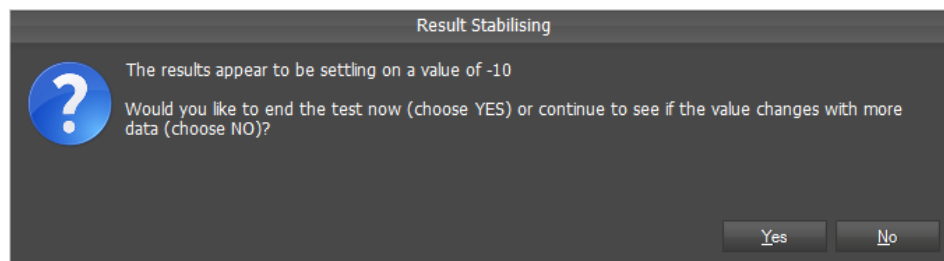 Result Stabilising
The results appear to be settling on a value of -10
Would you like to end the test now (choose YES) or continue to see if the value changes with more
data (choose NO)?
Yes
No